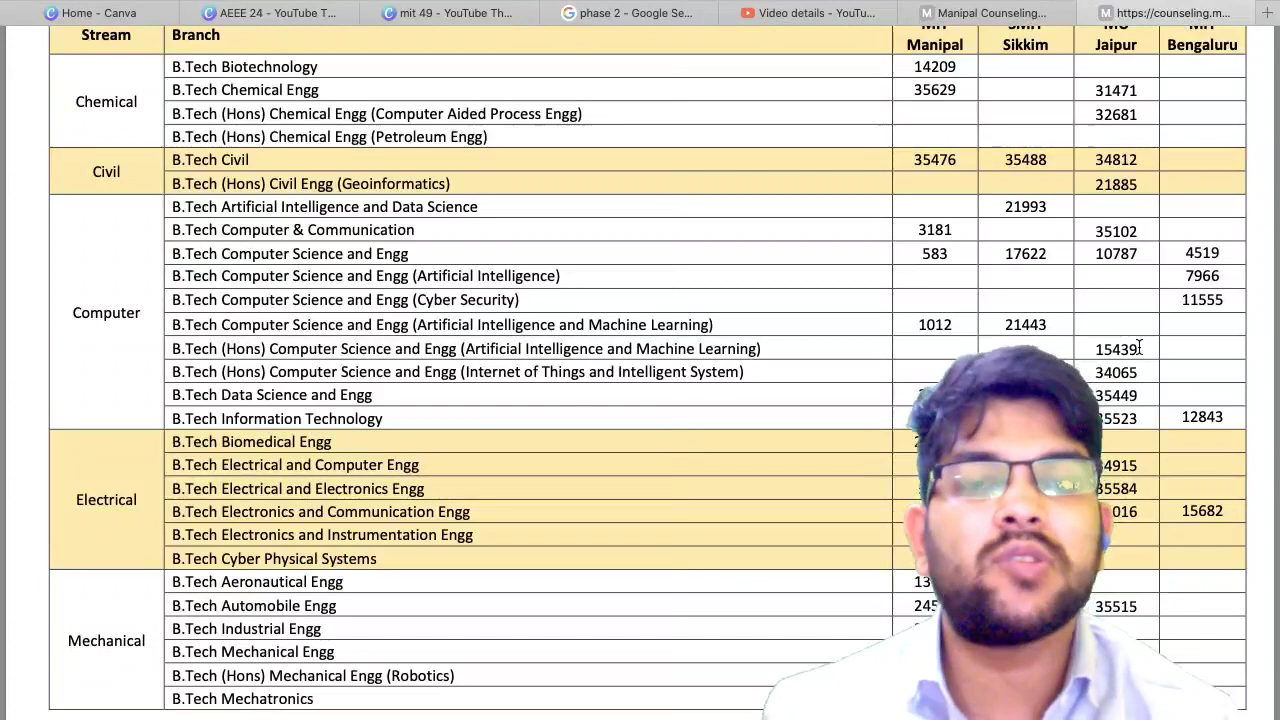 Home - Canva
AEEE 24 - YouTube T...
mit 49 - YouTube Th...
phase 2 - Google Se...
Video details - YouTu...
Manipal Counseling...
https://counseling.m...
Stream Branch Manipal Sikkim Jaipur Bengaluru
Chemical
B.Tech Biotechnology 14209
B.Tech Chemical Engg 35629 31471
B.Tech (Hons) Chemical Engg (Computer Aided Process Engg) 32681
B.Tech (Hons) Chemical Engg (Petroleum Engg)
Civil
B.Tech Civil 35476 35488 34812
B.Tech (Hons) Civil Engg (Geoinformatics) 21885
Computer
B.Tech Artificial Intelligence and Data Science 21993
B.Tech Computer & Communication 3181 35102
B.Tech Computer Science and Engg 583 17622 10787 4519
B.Tech Computer Science and Engg (Artificial Intelligence) 7966
B.Tech Computer Science and Engg (Cyber Security) 11555
B.Tech Computer Science and Engg (Artificial Intelligence and Machine Learning) 1012 21443
B.Tech (Hons) Computer Science and Engg (Artificial Intelligence and Machine Learning) 15439
B.Tech (Hons) Computer Science and Engg (Internet of Things and Intelligent System) 34065
B.Tech Data Science and Engg 35449
B.Tech Information Technology 12843
Electrical
B.Tech Biomedical Engg
B.Tech Electrical and Computer Engg
B.Tech Electrical and Electronics Engg
B.Tech Electronics and Communication Engg 15682
B.Tech Electronics and Instrumentation Engg
B.Tech Cyber Physical Systems
Mechanical
B.Tech Aeronautical Engg
B.Tech Automobile Engg 35515
B.Tech Industrial Engg
B.Tech Mechanical Engg
B.Tech (Hons) Mechanical Engg (Robotics)
B.Tech Mechatronics